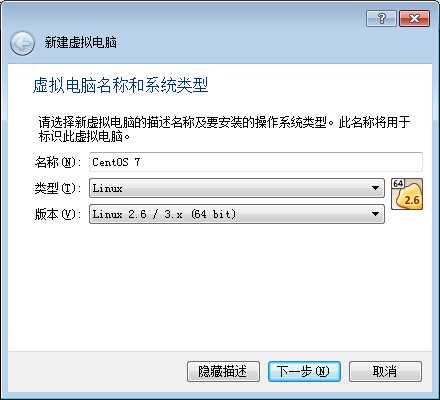 新建虚拟电脑
虚拟电脑名称和系统类型
请选择新虚拟电脑的描述名称及要安装的操作系统类型。此名称将用于
标识此虚拟电脑。
名称(N): CentOS 7
类型(T): Linux
64
版本(V): Linux 2.6 / 3.x (64 bit)
2.6
隐藏描述 下一步(N) 取消